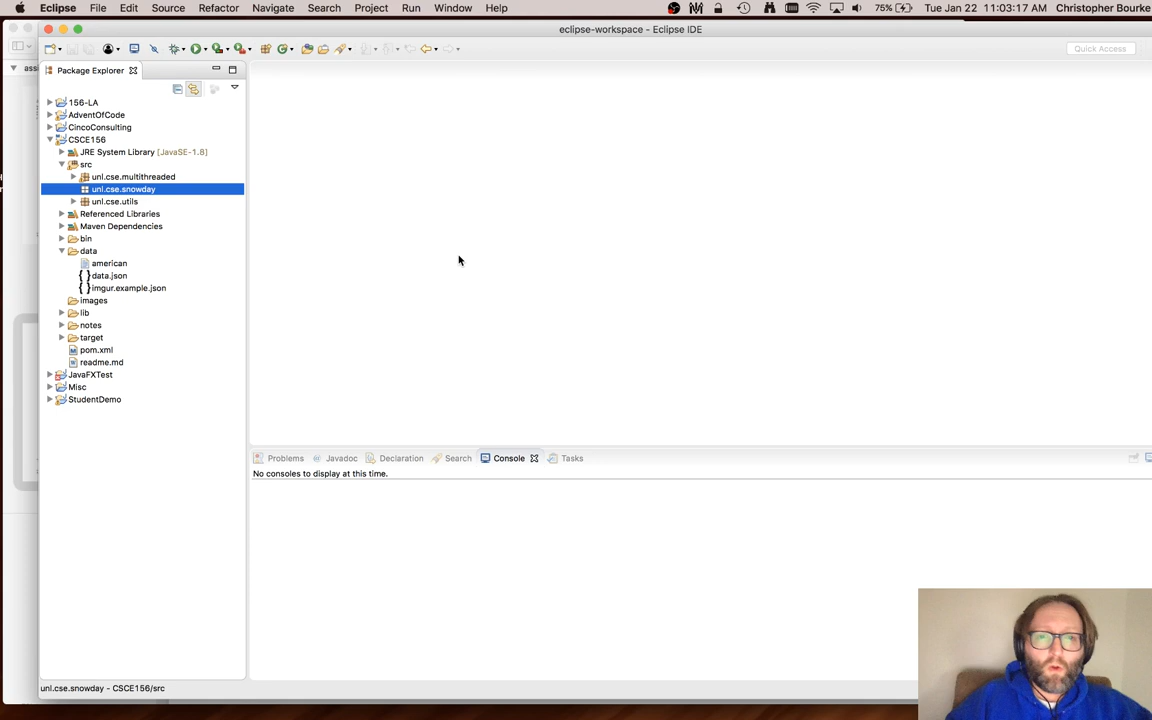 Eclipse File Edit Source Refactor Navigate Search Project Run Window Help 75% Tue Jan 22 11:03:17 AM Christopher Bourke
eclipse-workspace - Eclipse IDE
Quick Access
ass
Package Explorer
156-LA
AdventOfCode
CincoConsulting
CSCE156
JRE System Library [JavaSE-1.8]
src
unl.cse.multithreaded
unl.cse.snowday
unl.cse.utils
Referenced Libraries
Maven Dependencies
bin
data
american
data.json
imgur.example.json
images
lib
notes
target
pom.xml
readme.md
JavaFXTest
Misc
StudentDemo
Problems Javadoc Declaration Search Console Tasks
No consoles to display at this time.
unl.cse.snowday - CSCE156/src